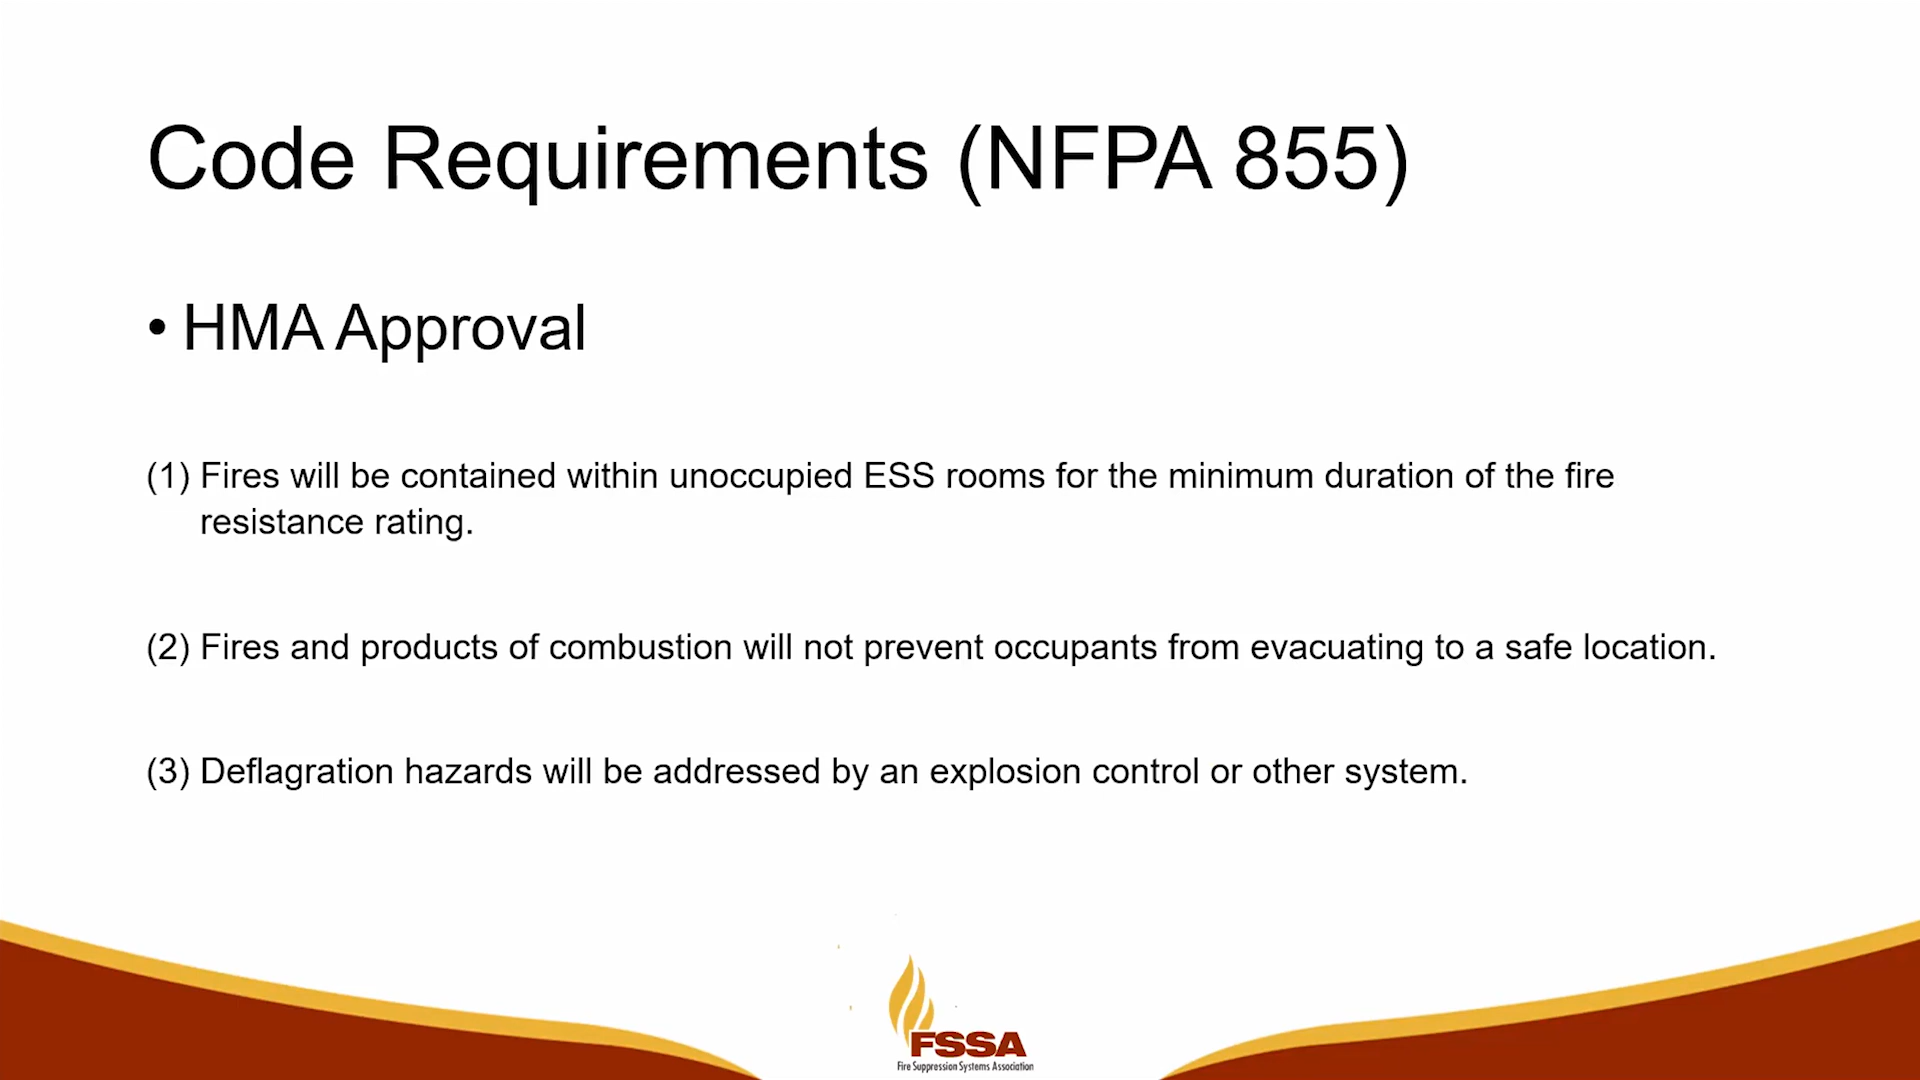 Code Requirements (NFPA 855)
• HMA Approval
(1) Fires will be contained within unoccupied ESS rooms for the minimum duration of the fire
resistance rating.
(2) Fires and products of combustion will not prevent occupants from evacuating to a safe location.
(3) Deflagration hazards will be addressed by an explosion control or other system.
FSSA
Fire Suppression Systems Association